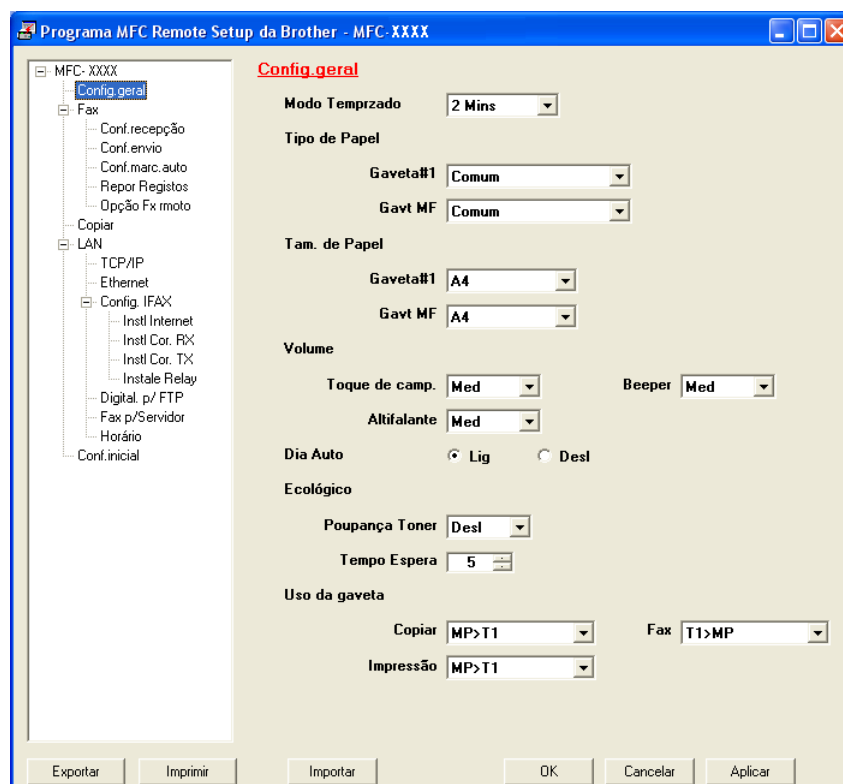 Programa MFC Remote Setup da Brother - MFC-XXXX
MFC- XXXX
Config.geral
Fax
Conf.recepção
Conf.envio
Conf.marc.auto
Repor Registos
Opção Fx rmoto
Copiar
LAN
TCP/IP
Ethernet
Config. IFAX
Instl Internet
Instl Cor. RX
Instl Cor. TX
Instale Relay
Digital. p/ FTP
Fax p/Servidor
Horário
Conf.inicial
Config.geral
Modo Temprzado 2 Mins
Tipo de Papel
Gaveta#1 Comum
Gavt MF Comum
Tam. de Papel
Gaveta#1 A4
Gavt MF A4
Volume
Toque de camp. Med Beeper Med
Altifalante Med
Dia Auto Lig Desl
Ecológico
Poupança Toner Desl
Tempo Espera 5
Uso da gaveta
Copiar MP>T1 Fax T1>MP
Impressão MP>T1
Exportar Imprimir Importar OK Cancelar Aplicar